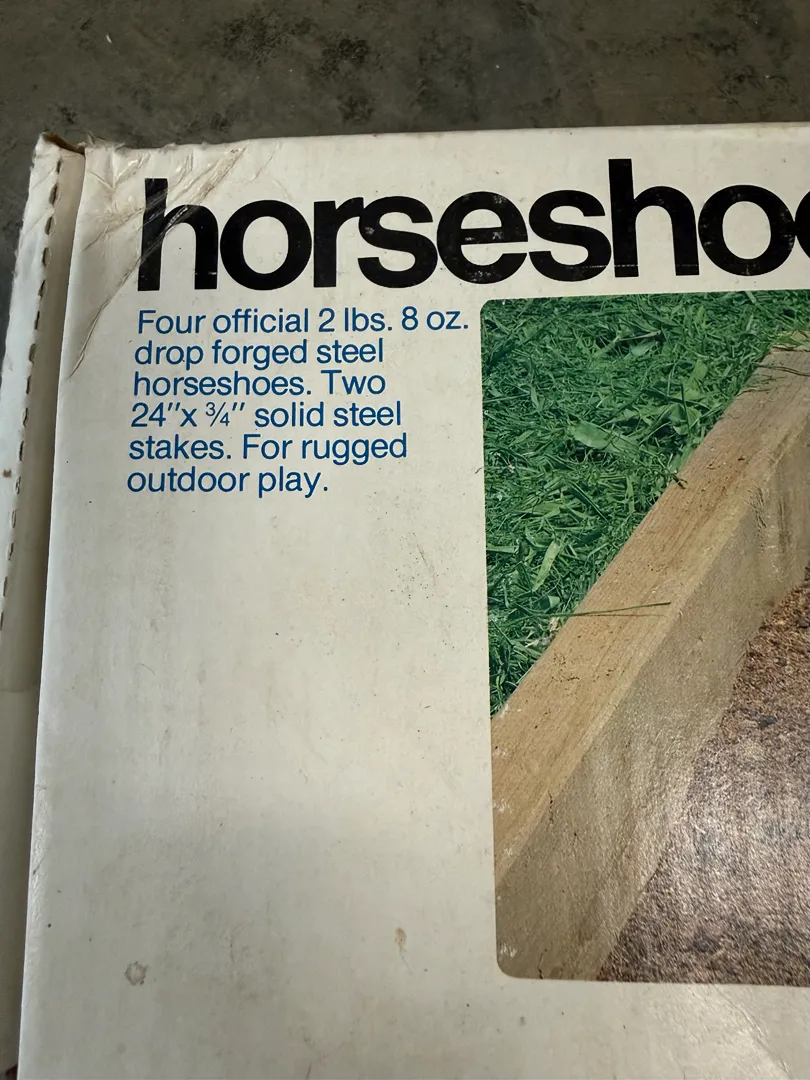 horseshoe
Four official 2 lbs. 8 oz.
drop forged steel
horseshoes. Two
24"x ¾" solid steel
stakes. For rugged
outdoor play.